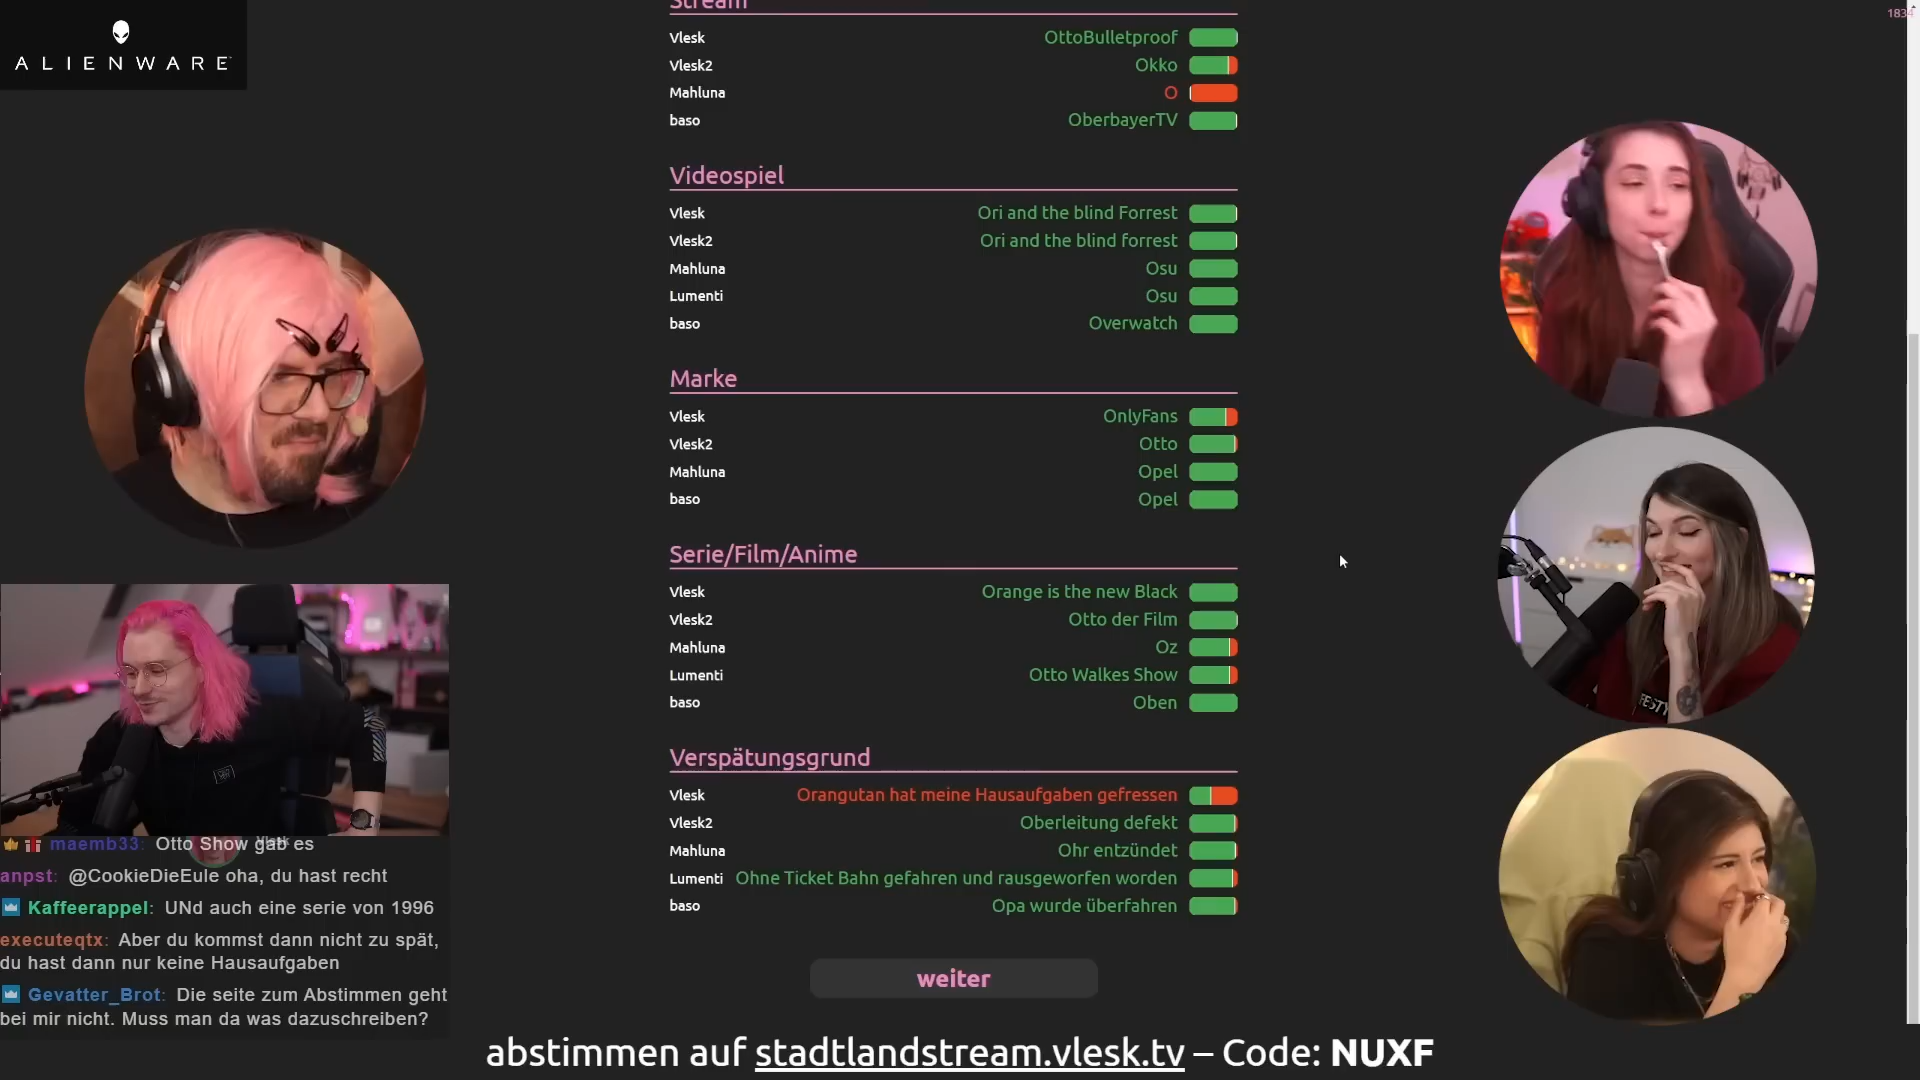 ALIENWARE
1834
Stream
Vlesk OttoBulletproof
Vlesk2 Okko
Mahluna O
baso OberbayerTV
Videospiel
Vlesk Ori and the blind Forrest
Vlesk2 Ori and the blind forrest
Mahluna Osu
Lumenti Osu
baso Overwatch
Marke
Vlesk OnlyFans
Vlesk2 Otto
Mahluna Opel
baso Opel
Serie/Film/Anime
Vlesk Orange is the new Black
Vlesk2 Otto der Film
Mahluna Oz
Lumenti Otto Walkes Show
baso Oben
Verspätungsgrund
Vlesk Orangutan hat meine Hausaufgaben gefressen
Vlesk2 Oberleitung defekt
Mahluna Ohr entzündet
Lumenti Ohne Ticket Bahn gefahren und rausgeworfen worden
baso Opa wurde überfahren
weiter
maemb33: Otto Show gab es
anpst: @CookieDieEule oha, du hast recht
Kaffeerappel: UNd auch eine serie von 1996
executeqtx: Aber du kommst dann nicht zu spät,
du hast dann nur keine Hausaufgaben
Gevatter_Brot: Die seite zum Abstimmen geht
bei mir nicht. Muss man da was dazuschreiben?
abstimmen auf stadtlandstream.vlesk.tv – Code: NUXF